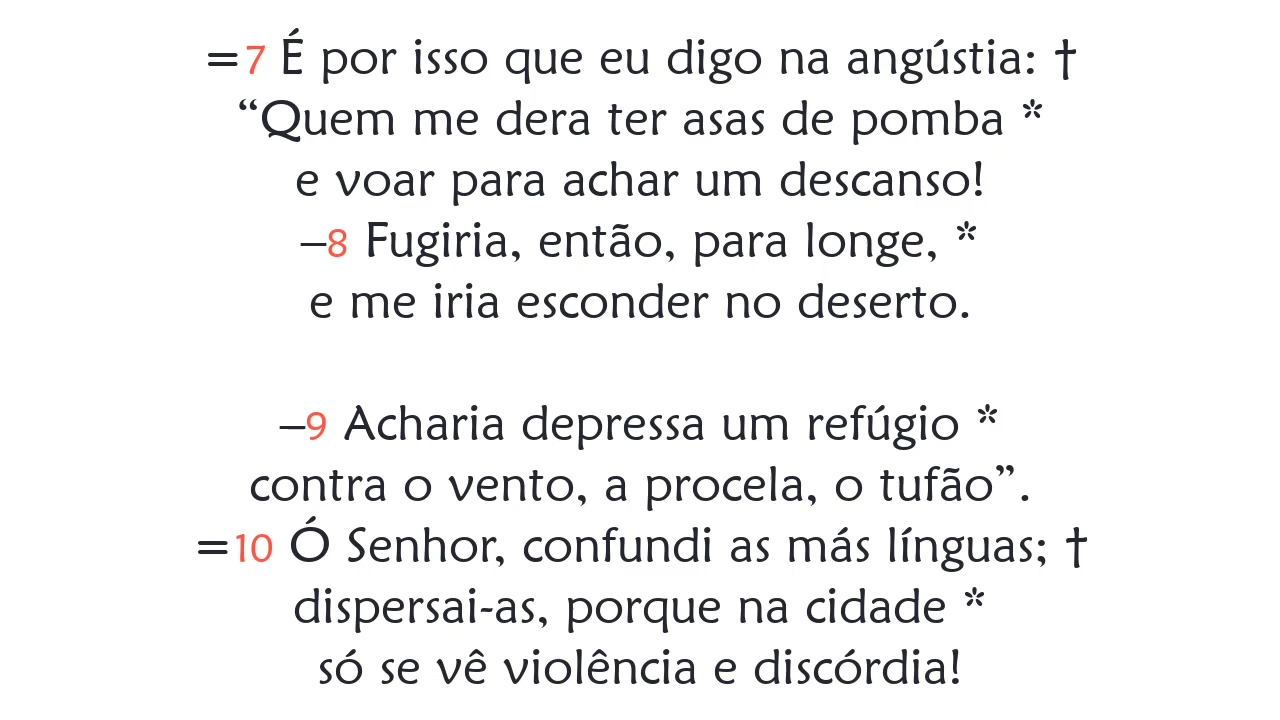 =7 É por isso que eu digo na angústia: †
“Quem me dera ter asas de pomba *
e voar para achar um descanso!
–8 Fugiria, então, para longe, *
e me iria esconder no deserto.
–9 Acharia depressa um refúgio *
contra o vento, a procela, o tufão”.
=10 Ó Senhor, confundi as más línguas; †
dispersai-as, porque na cidade *
só se vê violência e discórdia!